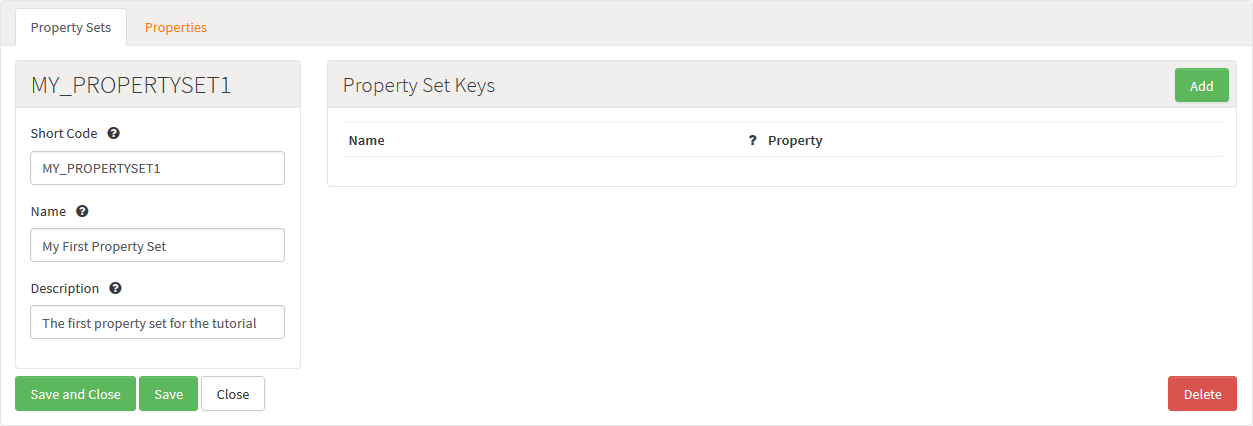 Property Sets
Properties
MY_PROPERTYSET1
Short Code ?
MY_PROPERTYSET1
Name ?
My First Property Set
Description ?
The first property set for the tutorial
Property Set Keys
Add
Name ? Property
Save and Close
Save
Close
Delete